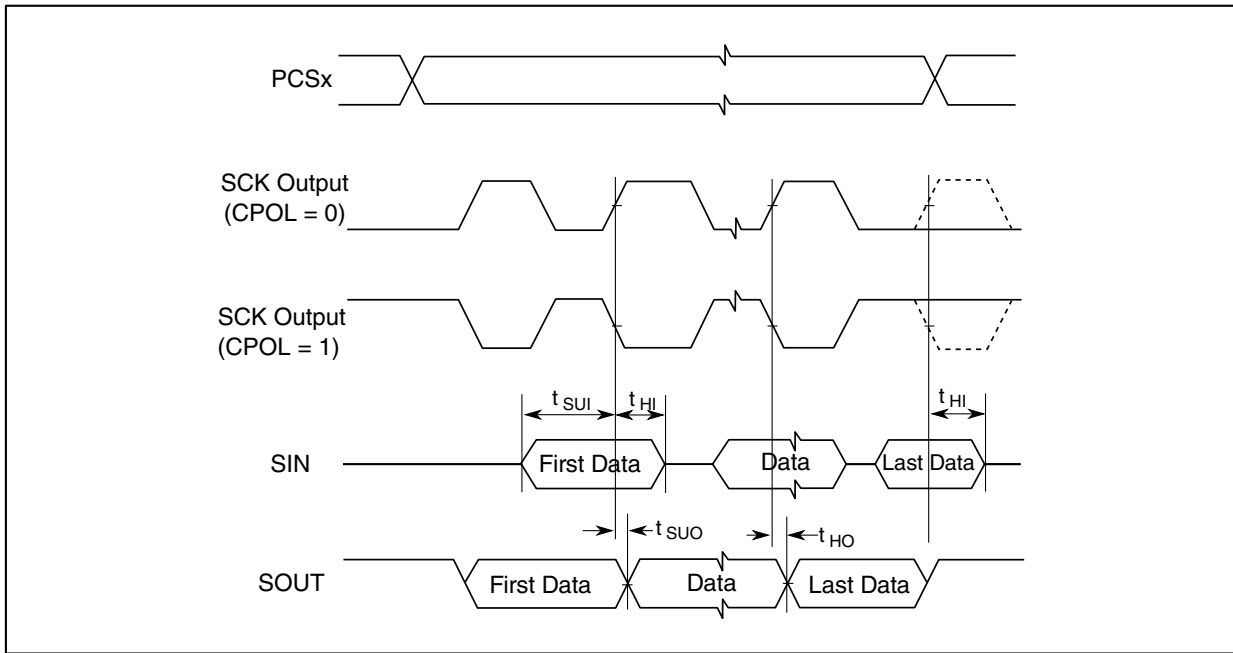 PCSx
SCK Output
(CPOL = 0)
SCK Output
(CPOL = 1)
t SUI
t HI
t HI
SIN
First Data
Data
Last Data
t SUO
t HO
SOUT
First Data
Data
Last Data